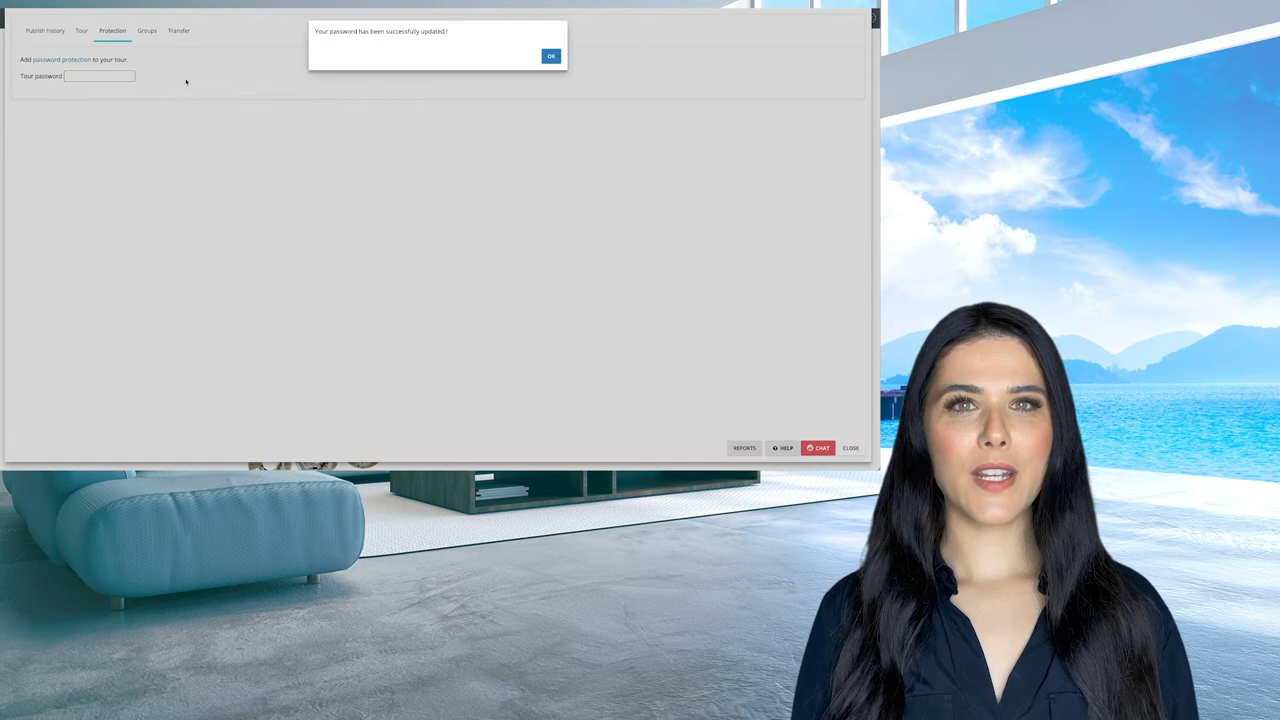 Publish history
Tour
Protection
Groups
Transfer
Your password has been successfully updated !
OK
Add password protection to your tour.
Tour password
REPORTS
HELP
CHAT
CLOSE